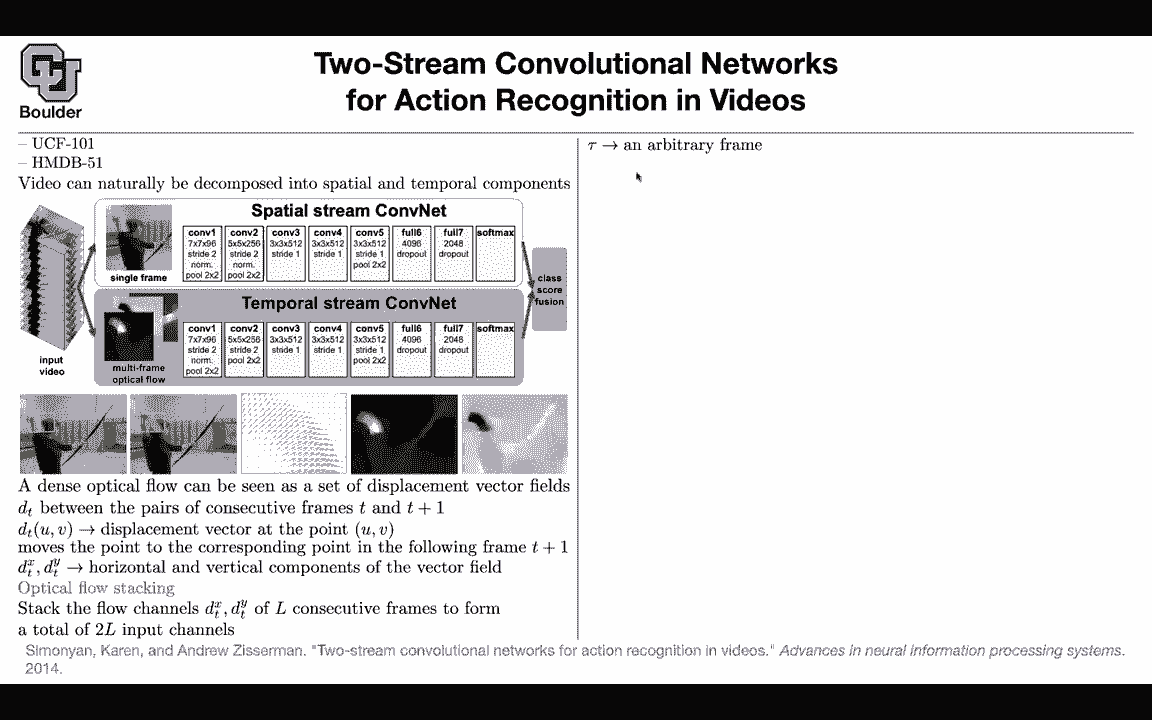 Boulder
Two-Stream Convolutional Networks
for Action Recognition in Videos
– UCF-101
– HMDB-51
Video can naturally be decomposed into spatial and temporal components
Spatial stream ConvNet
single frame
conv1 7x7x96 stride 2 norm. pool 2x2
conv2 5x5x256 stride 2 norm. pool 2x2
conv3 3x3x512 stride 1
conv4 3x3x512 stride 1
conv5 3x3x512 stride 1 pool 2x2
full6 4096 dropout
full7 2048 dropout
softmax
Temporal stream ConvNet
input video
multi-frame optical flow
conv1 7x7x96 stride 2 norm. pool 2x2
conv2 5x5x256 stride 2 pool 2x2
conv3 3x3x512 stride 1
conv4 3x3x512 stride 1
conv5 3x3x512 stride 1 pool 2x2
full6 4096 dropout
full7 2048 dropout
softmax
class score fusion
A dense optical flow can be seen as a set of displacement vector fields
d_t between the pairs of consecutive frames t and t + 1
d_t(u, v) → displacement vector at the point (u, v)
moves the point to the corresponding point in the following frame t + 1
d_t^x, d_t^y → horizontal and vertical components of the vector field
Optical flow stacking
Stack the flow channels d_t^x, d_t^y of L consecutive frames to form
a total of 2L input channels
τ → an arbitrary frame
Simonyan, Karen, and Andrew Zisserman. "Two-stream convolutional networks for action recognition in videos." Advances in neural information processing systems.
2014.